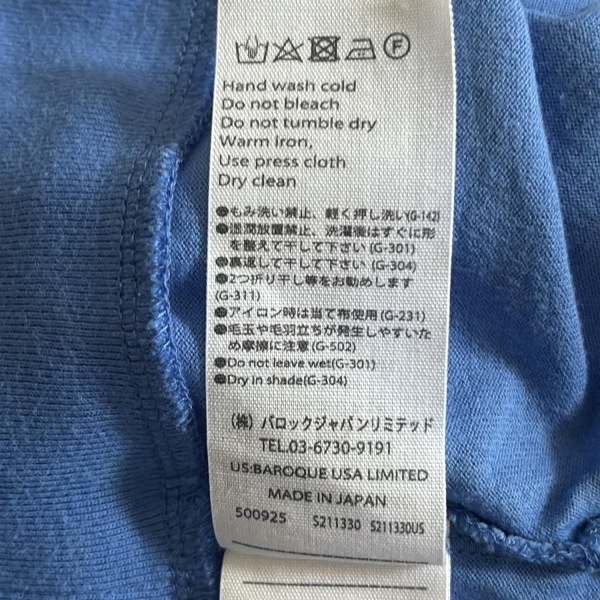 F
Hand wash cold
Do not bleach
Do not tumble dry
Warm iron,
Use press cloth
Dry clean
●もみ洗い禁止、軽く押し洗い(G-142)
●湿潤放置禁止、洗濯後はすぐに形
を整えて干して下さい (G-301)
●裏返して干して下さい (G-304)
●2つ折り干し等をお勧めします
(G-311)
●アイロン時は当て布使用(G-231)
●毛玉や毛羽立ちが発生しやすいた
め摩擦に注意 (G-502)
●Do not leave wet(G-301)
●Dry in shade(G-304)
(株) バロックジャパンリミテッド
TEL.03-6730-9191
US:BAROQUE USA LIMITED
MADE IN JAPAN
500925 S211330 S211330US